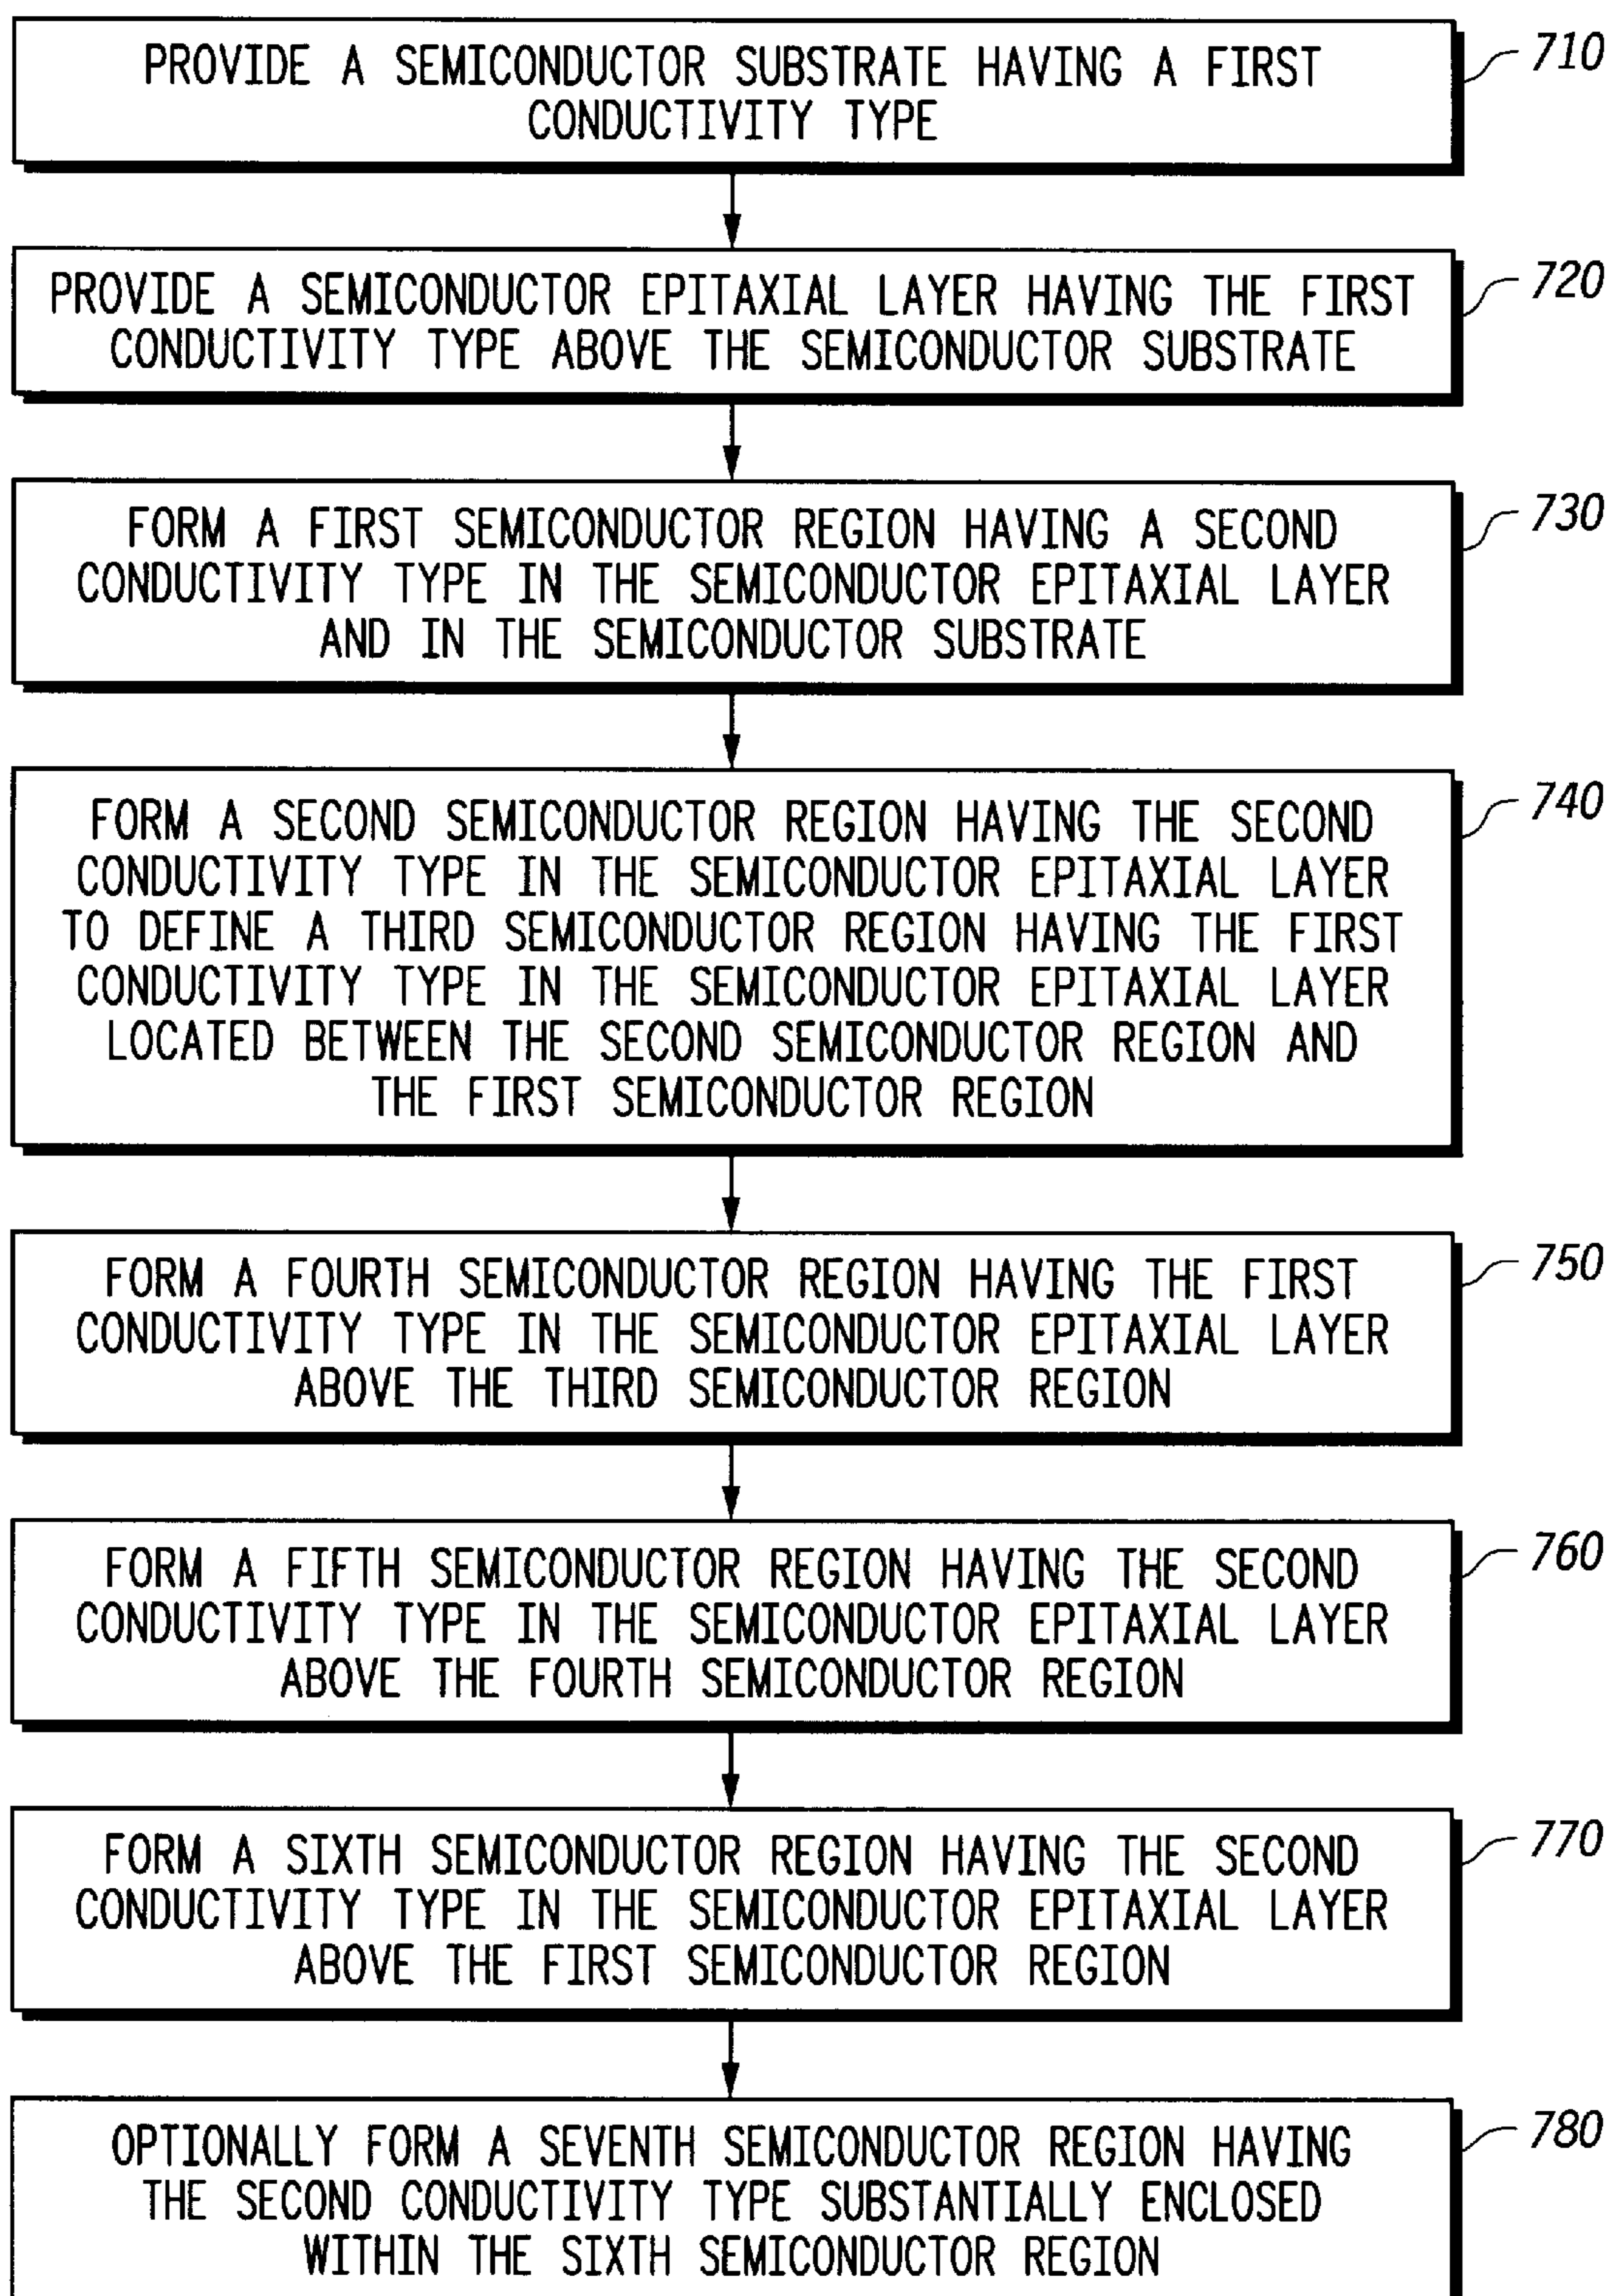 PROVIDE A SEMICONDUCTOR SUBSTRATE HAVING A FIRST
CONDUCTIVITY TYPE
710
PROVIDE A SEMICONDUCTOR EPITAXIAL LAYER HAVING THE FIRST
CONDUCTIVITY TYPE ABOVE THE SEMICONDUCTOR SUBSTRATE
720
FORM A FIRST SEMICONDUCTOR REGION HAVING A SECOND
CONDUCTIVITY TYPE IN THE SEMICONDUCTOR EPITAXIAL LAYER
AND IN THE SEMICONDUCTOR SUBSTRATE
730
FORM A SECOND SEMICONDUCTOR REGION HAVING THE SECOND
CONDUCTIVITY TYPE IN THE SEMICONDUCTOR EPITAXIAL LAYER
TO DEFINE A THIRD SEMICONDUCTOR REGION HAVING THE FIRST
CONDUCTIVITY TYPE IN THE SEMICONDUCTOR EPITAXIAL LAYER
LOCATED BETWEEN THE SECOND SEMICONDUCTOR REGION AND
THE FIRST SEMICONDUCTOR REGION
740
FORM A FOURTH SEMICONDUCTOR REGION HAVING THE FIRST
CONDUCTIVITY TYPE IN THE SEMICONDUCTOR EPITAXIAL LAYER
ABOVE THE THIRD SEMICONDUCTOR REGION
750
FORM A FIFTH SEMICONDUCTOR REGION HAVING THE SECOND
CONDUCTIVITY TYPE IN THE SEMICONDUCTOR EPITAXIAL LAYER
ABOVE THE FOURTH SEMICONDUCTOR REGION
760
FORM A SIXTH SEMICONDUCTOR REGION HAVING THE SECOND
CONDUCTIVITY TYPE IN THE SEMICONDUCTOR EPITAXIAL LAYER
ABOVE THE FIRST SEMICONDUCTOR REGION
770
OPTIONALLY FORM A SEVENTH SEMICONDUCTOR REGION HAVING
THE SECOND CONDUCTIVITY TYPE SUBSTANTIALLY ENCLOSED
WITHIN THE SIXTH SEMICONDUCTOR REGION
780